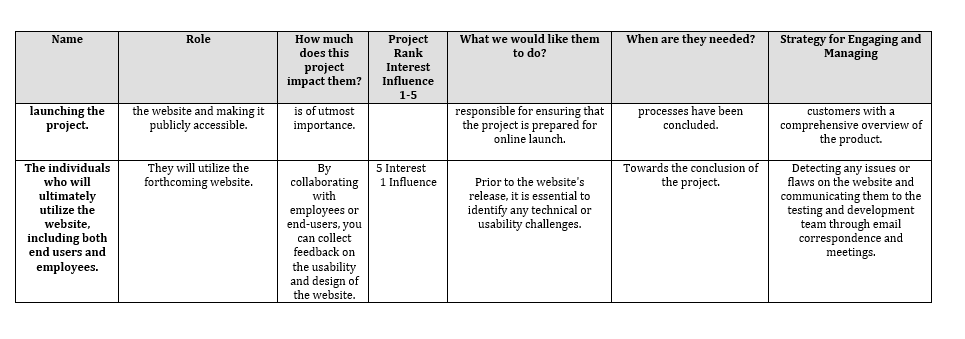 Name
Role
How much
does this
project
impact them?
Project
Rank
Interest
Influence
1-5
What we would like them
to do?
When are they needed?
Strategy for Engaging and
Managing
launching the
project.
the website and making it
publicly accessible.
is of utmost
importance.
responsible for ensuring that
the project is prepared for
online launch.
processes have been
concluded.
customers with a
comprehensive overview of
the product.
The individuals
who will
ultimately
utilize the
website,
including both
end users and
employees.
They will utilize the
forthcoming website.
By
collaborating
with
employees or
end-users, you
can collect
feedback on
the usability
and design of
the website.
5 Interest
1 Influence
Prior to the website's
release, it is essential to
identify any technical or
usability challenges.
Towards the conclusion of
the project.
Detecting any issues or
flaws on the website and
communicating them to the
testing and development
team through email
correspondence and
meetings.